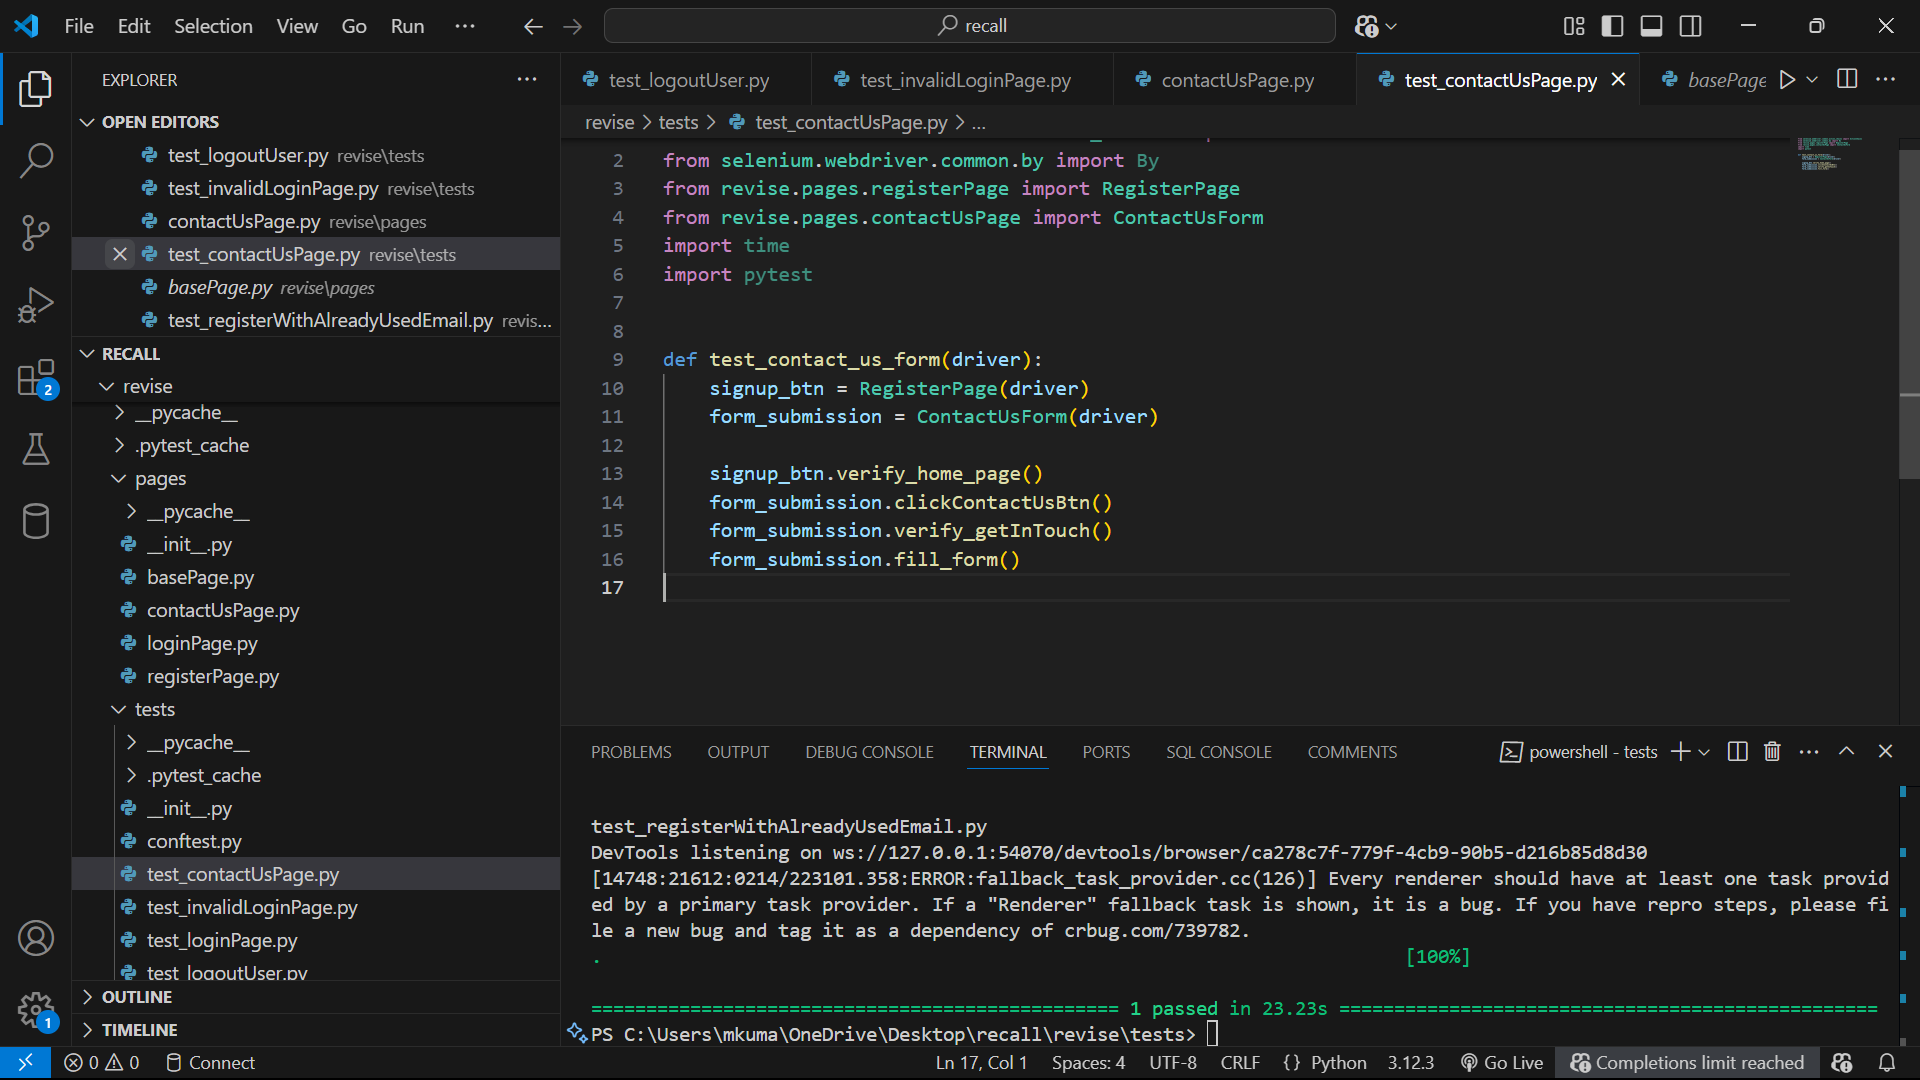 File Edit Selection View Go Run ··· recall
EXPLORER ···
OPEN EDITORS
test_logoutUser.py revise\tests
test_invalidLoginPage.py revise\tests
contactUsPage.py revise\pages
test_contactUsPage.py revise\tests
basePage.py revise\pages
test_registerWithAlreadyUsedEmail.py revis...
RECALL
revise
__pycache__
.pytest_cache
pages
__pycache__
__init__.py
basePage.py
contactUsPage.py
loginPage.py
registerPage.py
tests
__pycache__
.pytest_cache
__init__.py
conftest.py
test_contactUsPage.py
test_invalidLoginPage.py
test_loginPage.py
test_logoutUser.py
OUTLINE
TIMELINE
2
1
test_logoutUser.py test_invalidLoginPage.py contactUsPage.py test_contactUsPage.py basePage
revise > tests > test_contactUsPage.py > ...
2 from selenium.webdriver.common.by import By
3 from revise.pages.registerPage import RegisterPage
4 from revise.pages.contactUsPage import ContactUsForm
5 import time
6 import pytest
7
8
9 def test_contact_us_form(driver):
10 signup_btn = RegisterPage(driver)
11 form_submission = ContactUsForm(driver)
12
13 signup_btn.verify_home_page()
14 form_submission.clickContactUsBtn()
15 form_submission.verify_getInTouch()
16 form_submission.fill_form()
17
PROBLEMS OUTPUT DEBUG CONSOLE TERMINAL PORTS SQL CONSOLE COMMENTS powershell - tests
test_registerWithAlreadyUsedEmail.py
DevTools listening on ws://127.0.0.1:54070/devtools/browser/ca278c7f-779f-4cb9-90b5-d216b85d8d30
[14748:21612:0214/223101.358:ERROR:fallback_task_provider.cc(126)] Every renderer should have at least one task provid
ed by a primary task provider. If a "Renderer" fallback task is shown, it is a bug. If you have repro steps, please fi
le a new bug and tag it as a dependency of crbug.com/739782.
. [100%]
================================================ 1 passed in 23.23s =================================================
PS C:\Users\mkuma\OneDrive\Desktop\recall\revise\tests>
0 0 Connect Ln 17, Col 1 Spaces: 4 UTF-8 CRLF {} Python 3.12.3 Go Live Completions limit reached